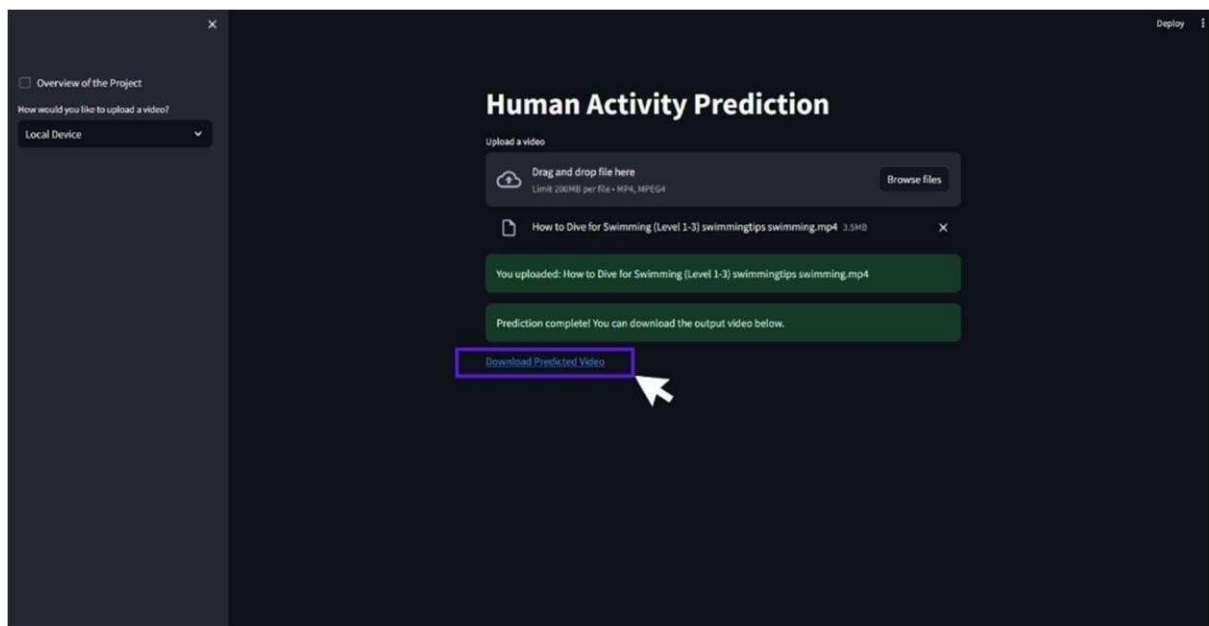 Deploy
Overview of the Project
How would you like to upload a video?
Local Device
Human Activity Prediction
Upload a video
Drag and drop file here
Limit 200MB per file • MP4, MPEG4
Browse files
How to Dive for Swimming (Level 1-3) swimmingtips swimming.mp4 3.5MB
You uploaded: How to Dive for Swimming (Level 1-3) swimmingtips swimming.mp4
Prediction complete! You can download the output video below.
Download Predicted Video